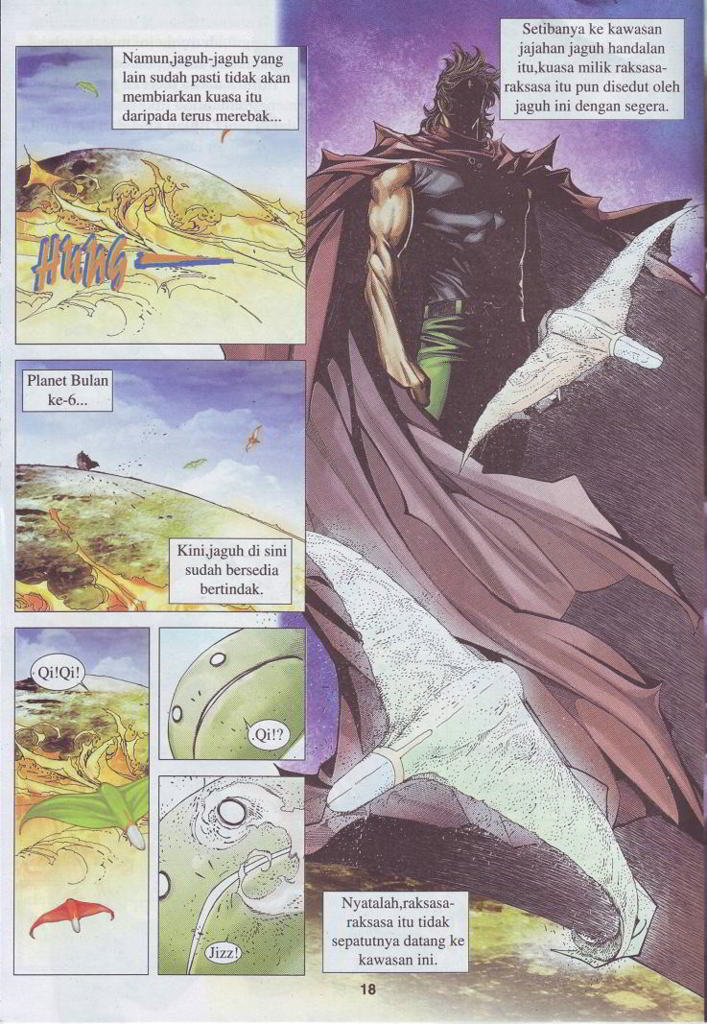 Namun,jaguh-jaguh yang
lain sudah pasti tidak akan
membiarkan kuasa itu
daripada terus merebak...
HUNG
Planet Bulan
ke-6...
Kini,jaguh di sini
sudah bersedia
bertindak.
Qi!Qi!
.Qi!?
Jizz!
Setibanya ke kawasan
jajahan jaguh handalan
itu,kuasa milik raksasa-
raksasa itu pun disedut oleh
jaguh ini dengan segera.
Nyatalah,raksasa-
raksasa itu tidak
sepatutnya datang ke
kawasan ini.
18